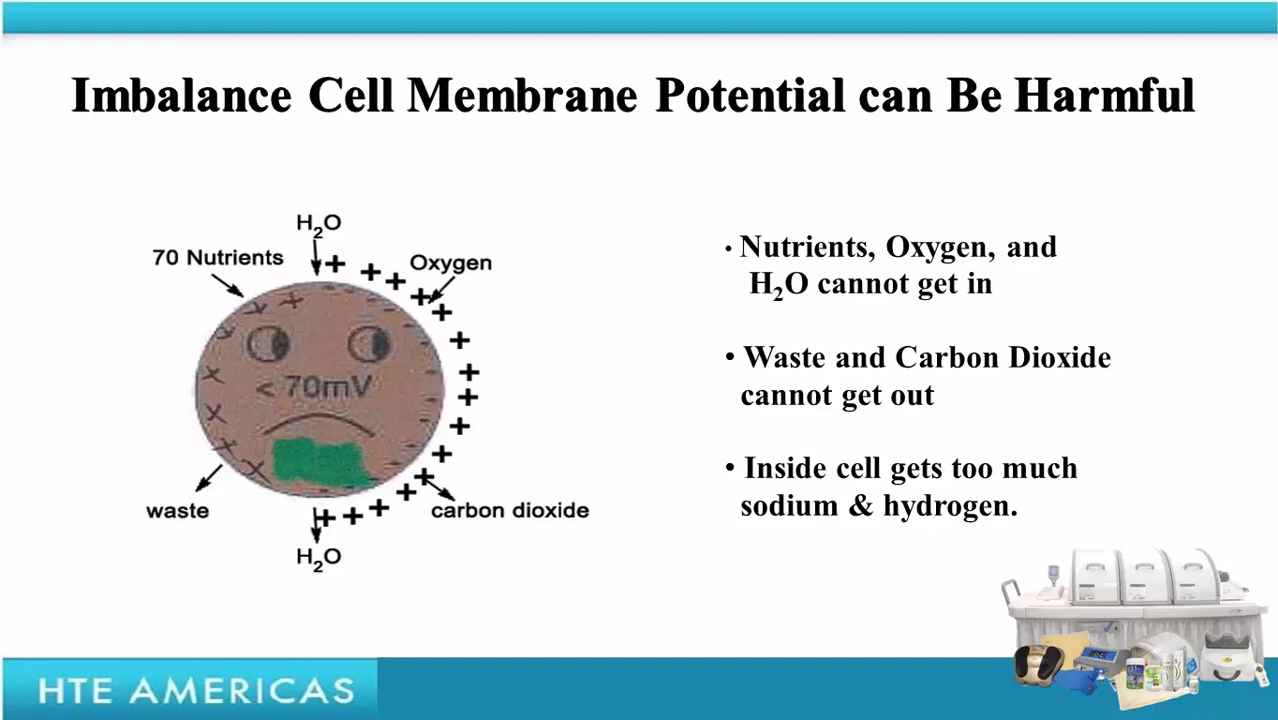 Imbalance Cell Membrane Potential can Be Harmful
H₂O
70 Nutrients
Oxygen
< 70mV
waste
carbon dioxide
H₂O
• Nutrients, Oxygen, and
H₂O cannot get in
• Waste and Carbon Dioxide
cannot get out
• Inside cell gets too much
sodium & hydrogen.
HTE AMERICAS